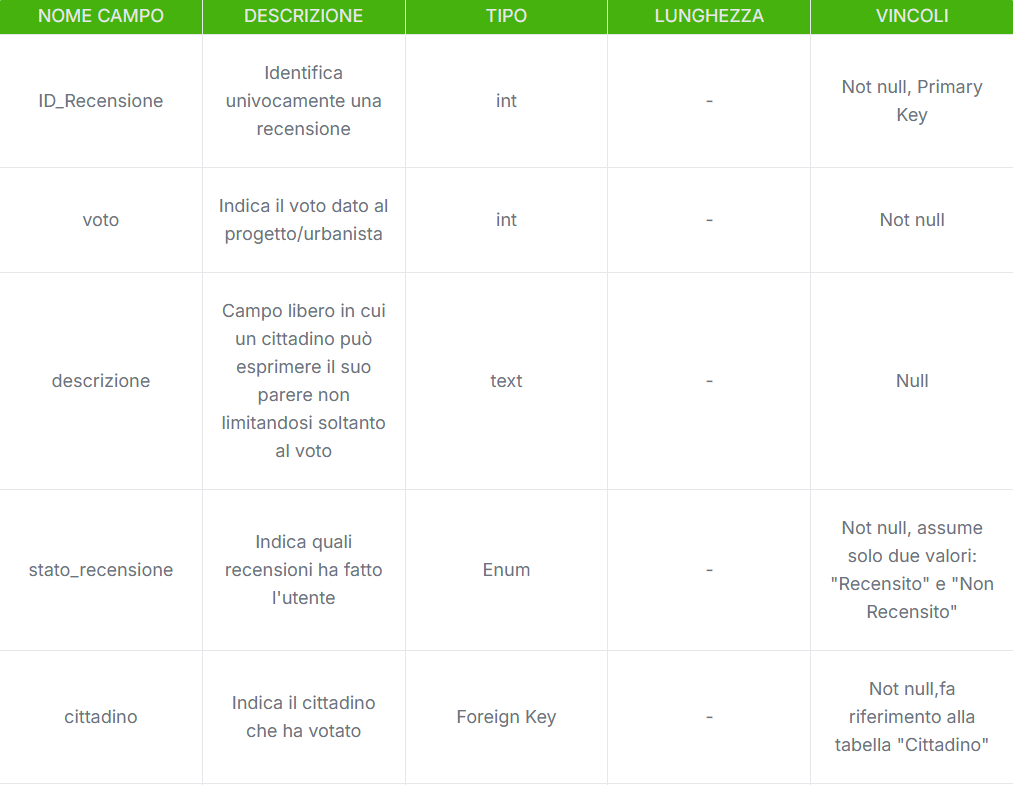 NOME CAMPO DESCRIZIONE TIPO LUNGHEZZA VINCOLI
ID_Recensione
Identifica
univocamente una
recensione
int
-
Not null, Primary
Key
voto
Indica il voto dato al
progetto/urbanista
int
-
Not null
descrizione
Campo libero in cui
un cittadino può
esprimere il suo
parere non
limitandosi soltanto
al voto
text
-
Null
stato_recensione
Indica quali
recensioni ha fatto
l'utente
Enum
-
Not null, assume
solo due valori:
"Recensito" e "Non
Recensito"
cittadino
Indica il cittadino
che ha votato
Foreign Key
-
Not null,fa
riferimento alla
tabella "Cittadino"